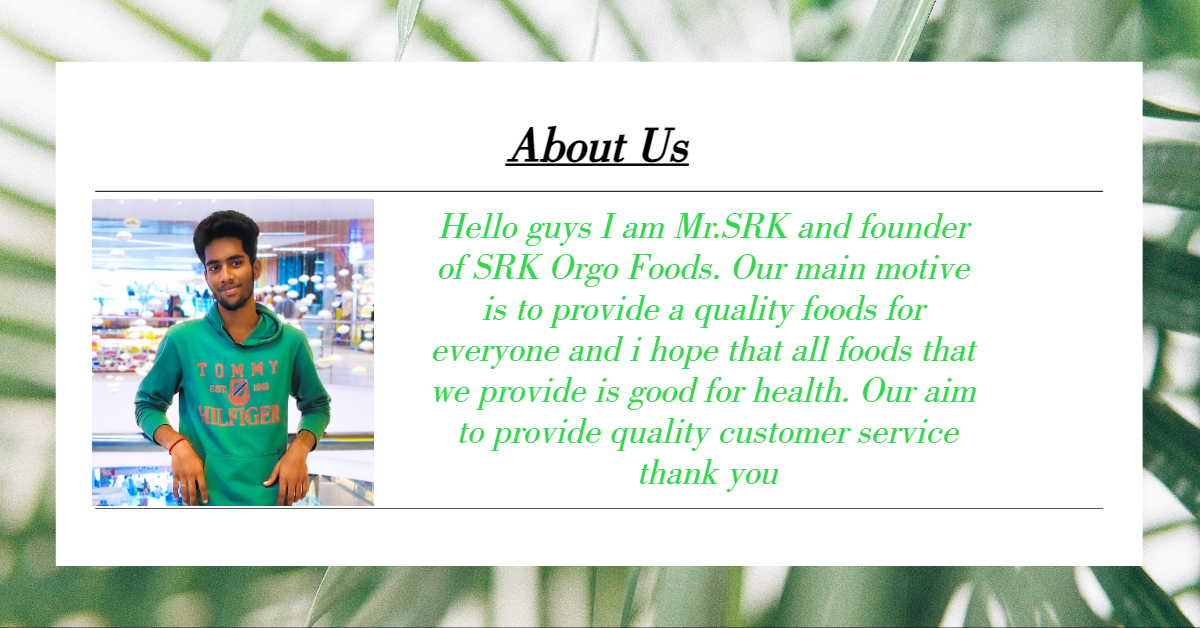 About Us
Hello guys I am Mr.SRK and founder
of SRK Orgo Foods. Our main motive
is to provide a quality foods for
everyone and i hope that all foods that
we provide is good for health. Our aim
to provide quality customer service
thank you
TOMMY
EST. 1985
HILFIGER